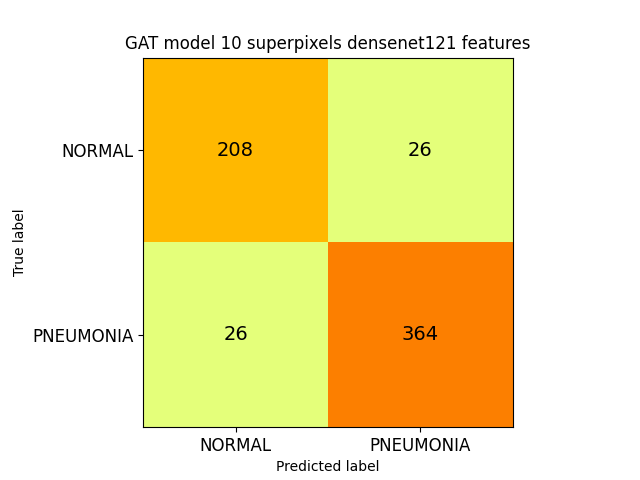 GAT model 10 superpixels densenet121 features
NORMAL
208
26
True label
PNEUMONIA
26
364
NORMAL
PNEUMONIA
Predicted label